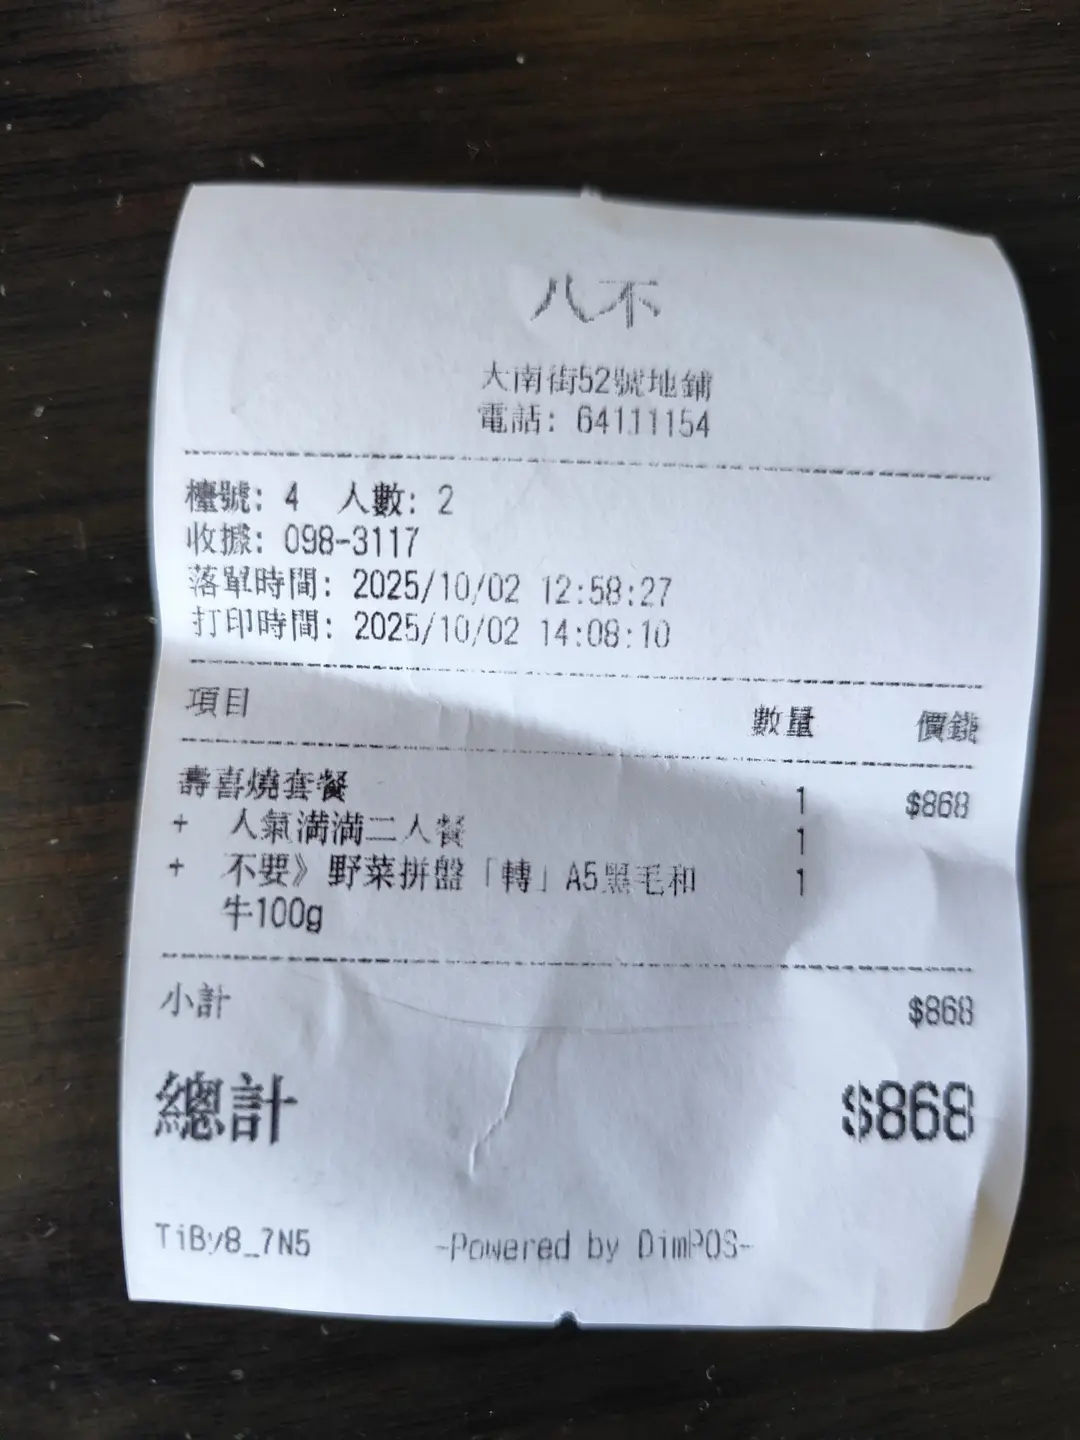 八不
大南街52號地鋪
電話: 64111154
檯號: 4 人數: 2
收據: 098-3117
落單時間: 2025/10/02 12:58:27
打印時間: 2025/10/02 14:08:10
項目 數量 價錢
壽喜燒套餐 1 $868
+ 人氣滿滿二人餐 1
+ 不要》野菜拼盤「轉」A5黑毛和 1
牛100g
小計 $868
總計 $868
TiBy8_7N5 -Powered by DimPOS-